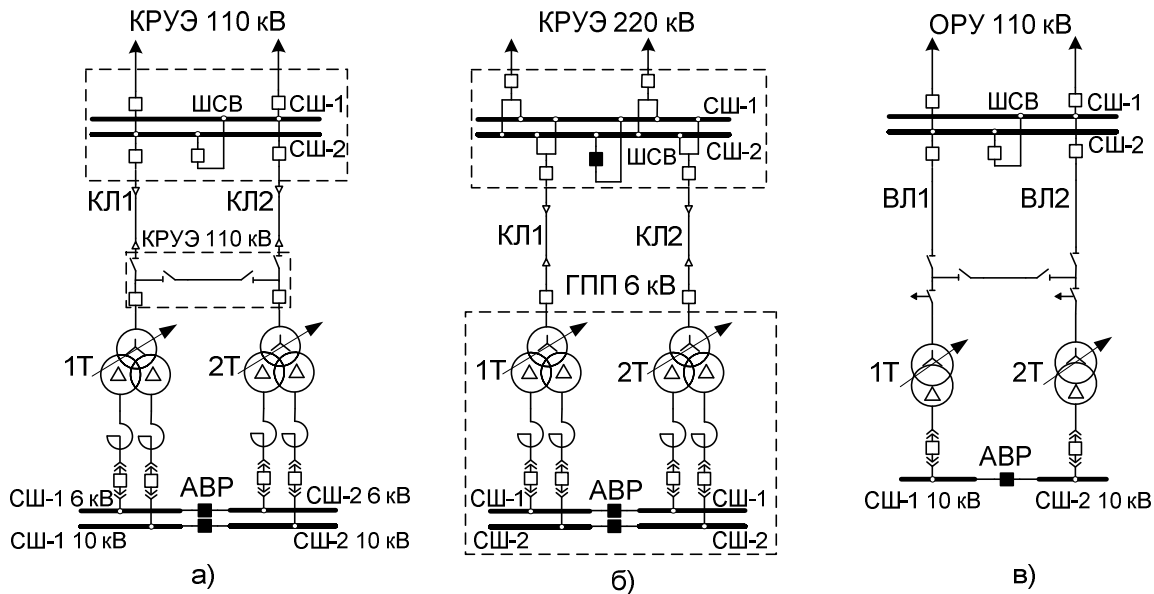 КРУЭ 110 кВ
ШСВ
СШ-1
СШ-2
КЛ1
КЛ2
КРУЭ 110 кВ
1Т
2Т
АВР
СШ-1 6 кВ
СШ-2 6 кВ
СШ-1 10 кВ
СШ-2 10 кВ
а)
КРУЭ 220 кВ
СШ-1
ШСВ
СШ-2
КЛ1
КЛ2
ГПП 6 кВ
1Т
2Т
СШ-1
АВР
СШ-1
СШ-2
СШ-2
б)
ОРУ 110 кВ
ШСВ
СШ-1
СШ-2
ВЛ1
ВЛ2
1Т
2Т
АВР
СШ-1 10 кВ
СШ-2 10 кВ
в)